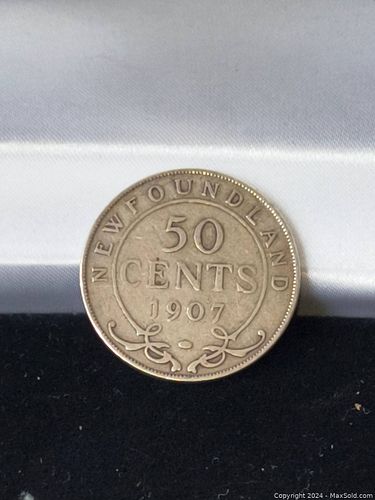 NEWFOUNDLAND
50
CENTS
1907
Copyright 2024 - MaxSold.com